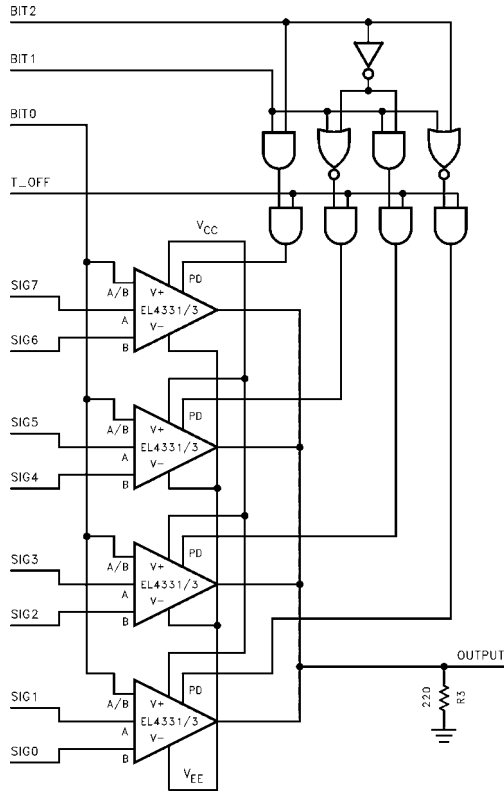 BIT2
BIT1
BIT0
T_OFF
VCC
SIG7
A/B
V+
PD
EL4331/3
A
V−
SIG6
B
SIG5
A/B
V+
PD
EL4331/3
A
V−
SIG4
B
SIG3
A/B
V+
PD
EL4331/3
A
V−
SIG2
B
OUTPUT
SIG1
A/B
V+
PD
EL4331/3
A
V−
SIG0
B
VEE
220
R3